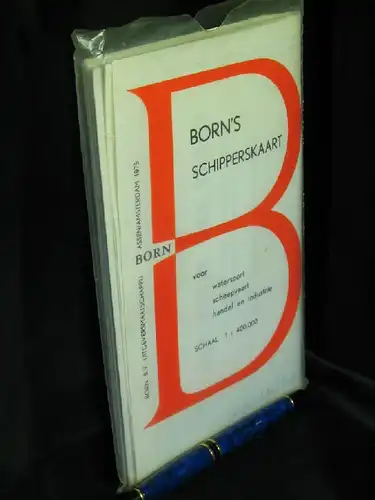 BORN'S
SCHIPPERSKAART
BORN
voor
watersport
scheepvaart
handel en industrie
SCHAAL 1 : 400.000
BORN B.V. UITGEVERSMAATSCHAPPIJ ASSEN/AMSTERDAM 1975